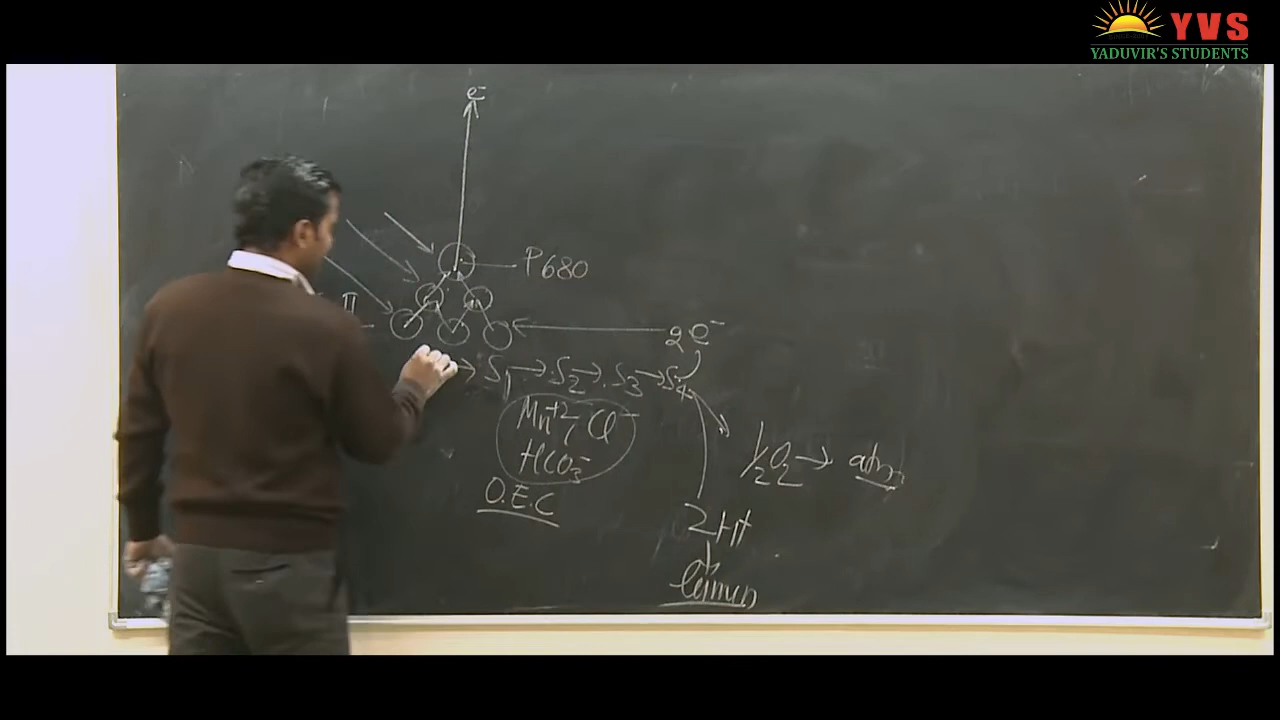 YVS
YADUVIR'S STUDENTS
e⁻
P680
II
2e⁻
→ S₁ → S₂ → S₃ → S₄
Mn⁺², Cl⁻
HCO₃⁻
O.E.C
½O₂ → atm
2H⁺
lumen